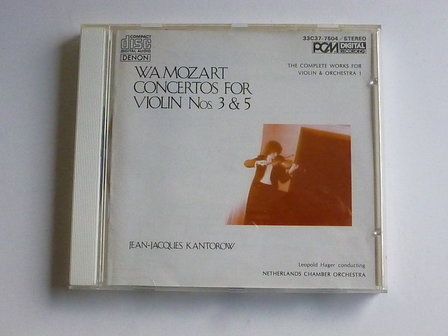 COMPACT
disc
DIGITAL AUDIO
DENON
33C37-7504/STEREO
PCM DIGITAL
THE COMPLETE WORKS FOR
VIOLIN & ORCHESTRA 1
W.A. MOZART
CONCERTOS FOR
VIOLIN Nos. 3 & 5
JEAN-JACQUES KANTOROW
Leopold Hager conducting
NETHERLANDS CHAMBER ORCHESTRA